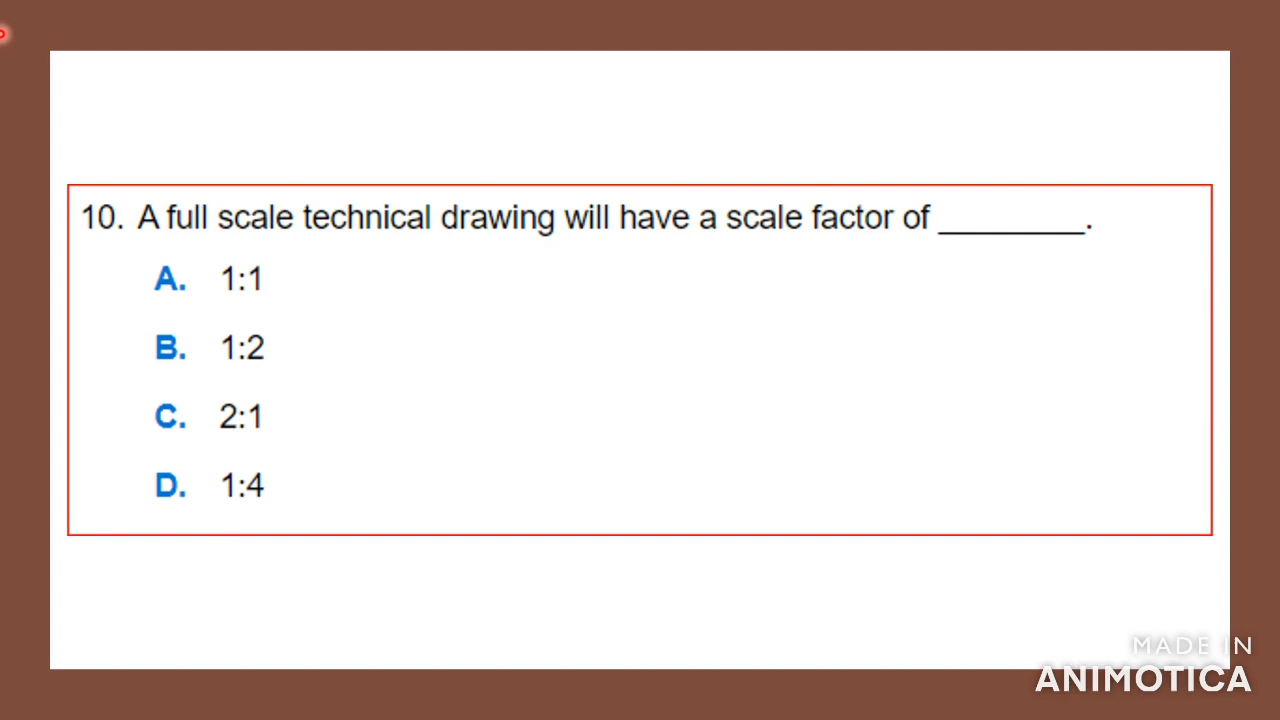 10. A full scale technical drawing will have a scale factor of ________.
A. 1:1
B. 1:2
C. 2:1
D. 1:4
MADE IN
ANIMOTICA